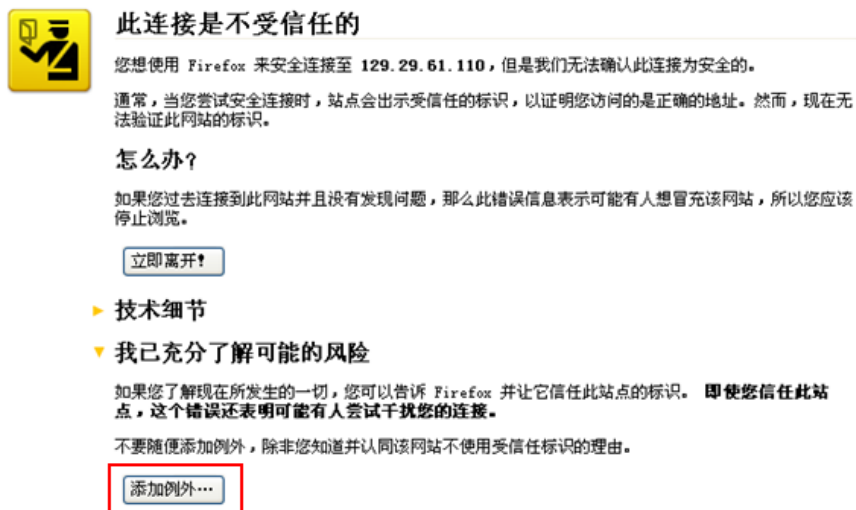 此连接是不受信任的
您想使用 Firefox 来安全连接至 129.29.61.110，但是我们无法确认此连接为安全的。
通常，当您尝试安全连接时，站点会出示受信任的标识，以证明您访问的是正确的地址。然而，现在无
法验证此网站的标识。
怎么办？
如果您过去连接到此网站并且没有发现问题，那么此错误信息表示可能有人想冒充该网站，所以您应该
停止浏览。
立即离开！
技术细节
我已充分了解可能的风险
如果您了解现在所发生的一切，您可以告诉 Firefox 并让它信任此站点的标识。 即使您信任此站
点，这个错误还表明可能有人尝试干扰您的连接。
不要随便添加例外，除非您知道并认同该网站不使用受信任标识的理由。
添加例外…